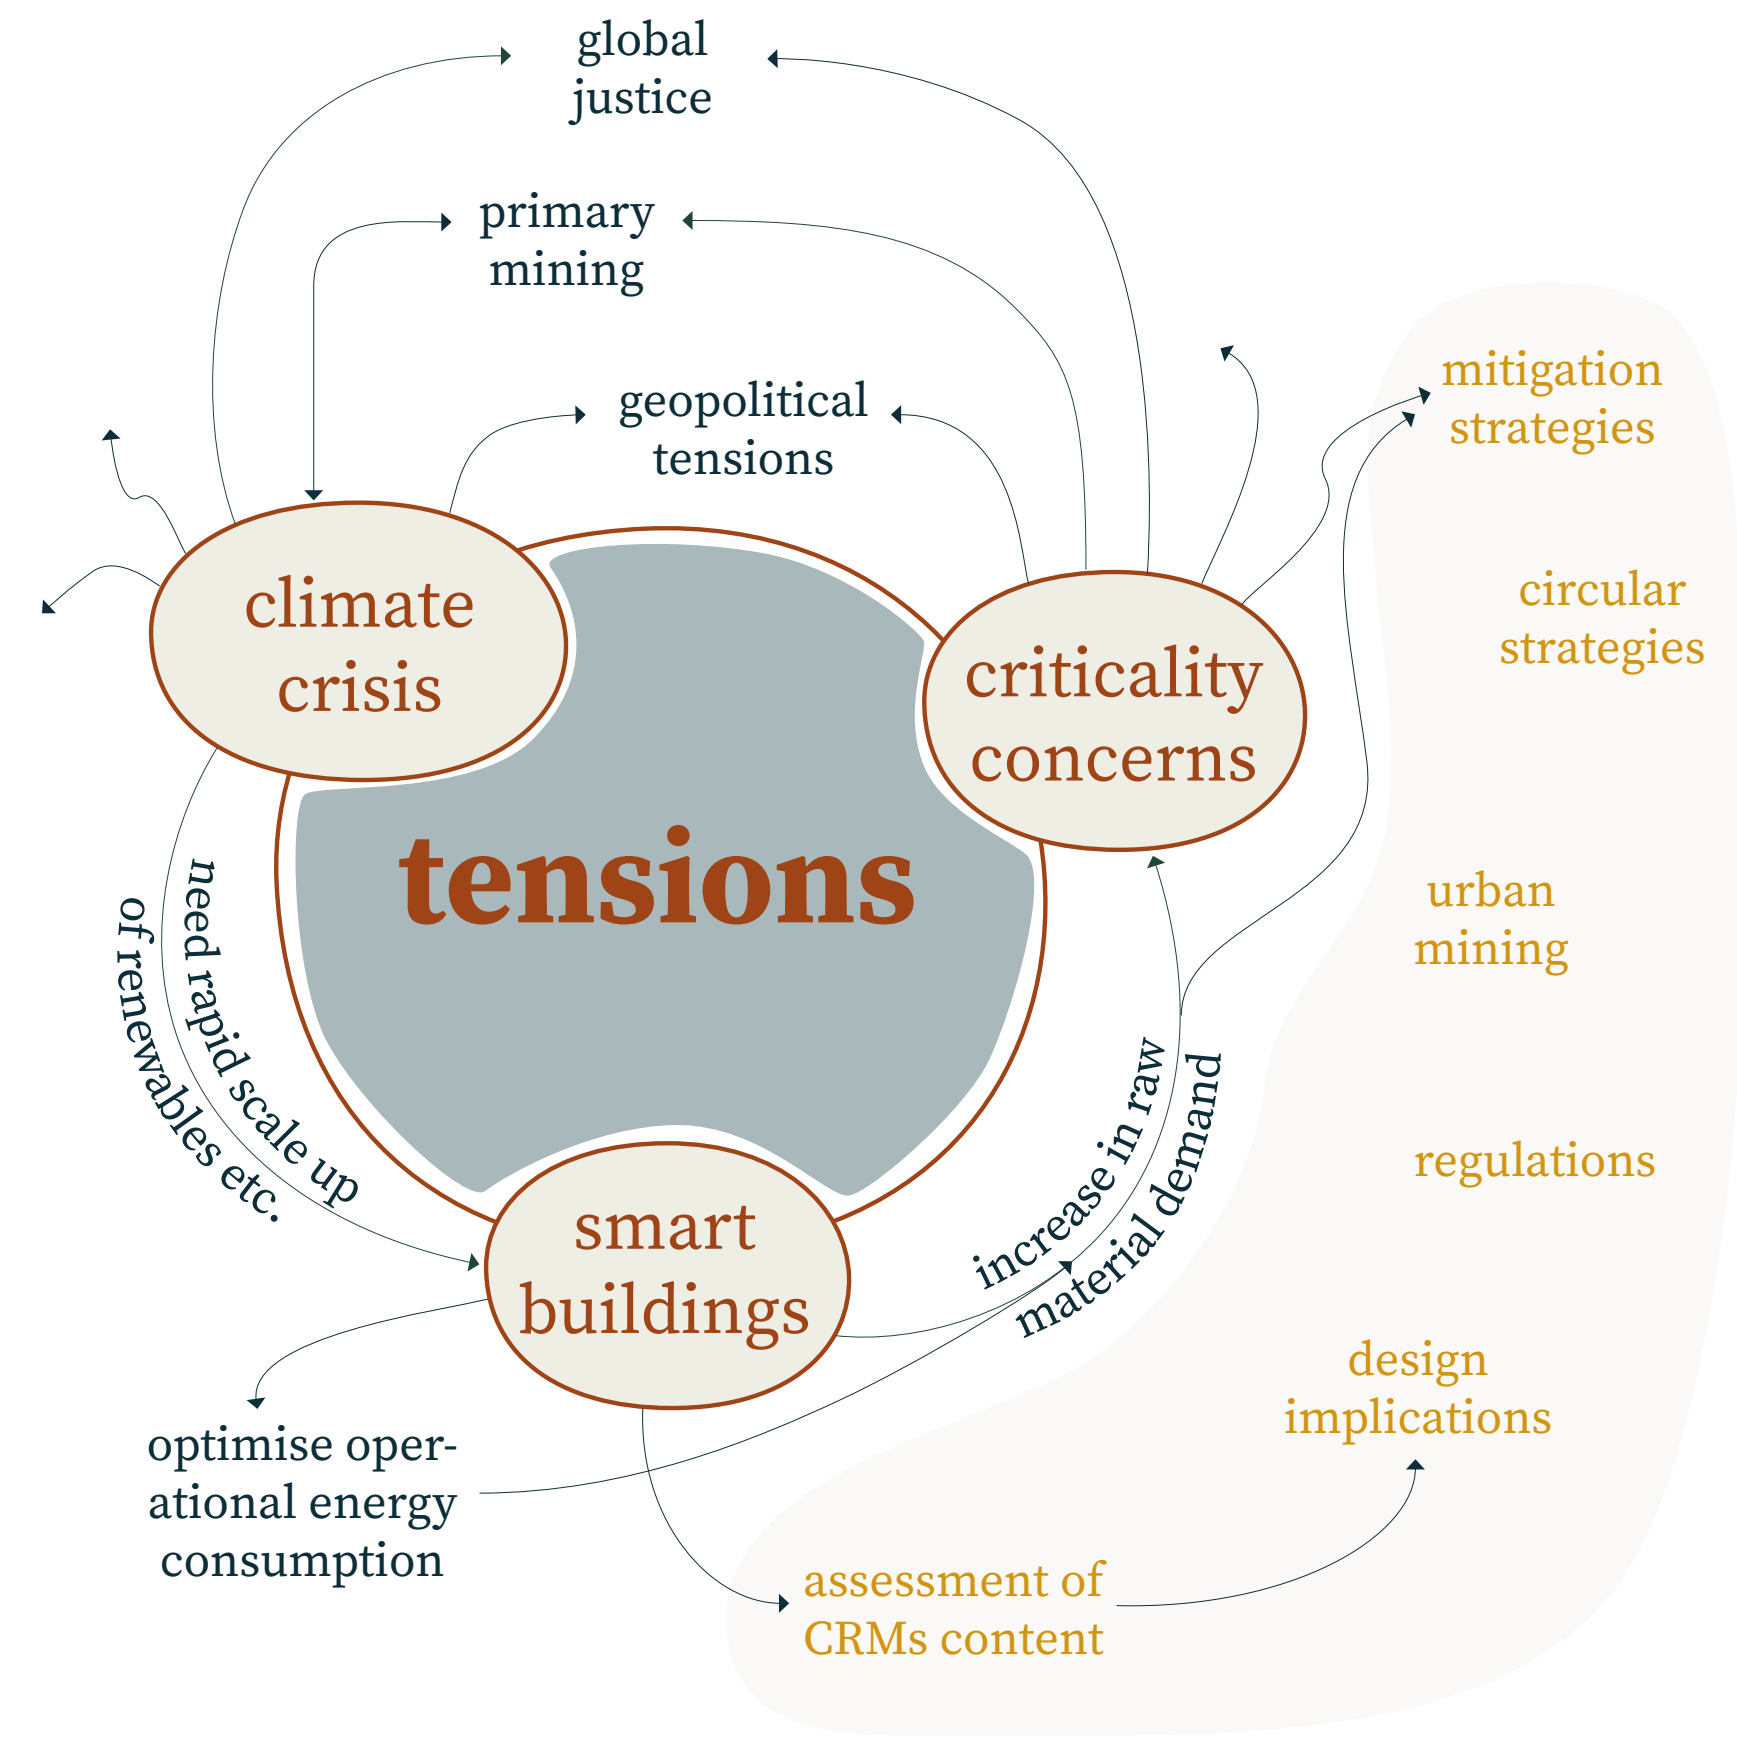 global
justice
primary
mining
geopolitical
tensions
mitigation
strategies
climate
crisis
circular
strategies
criticality
concerns
tensions
urban
mining
need rapid scale up
of renewables etc.
increase in raw
material demand
regulations
smart
buildings
design
implications
optimise oper-
ational energy
consumption
assessment of
CRMs content